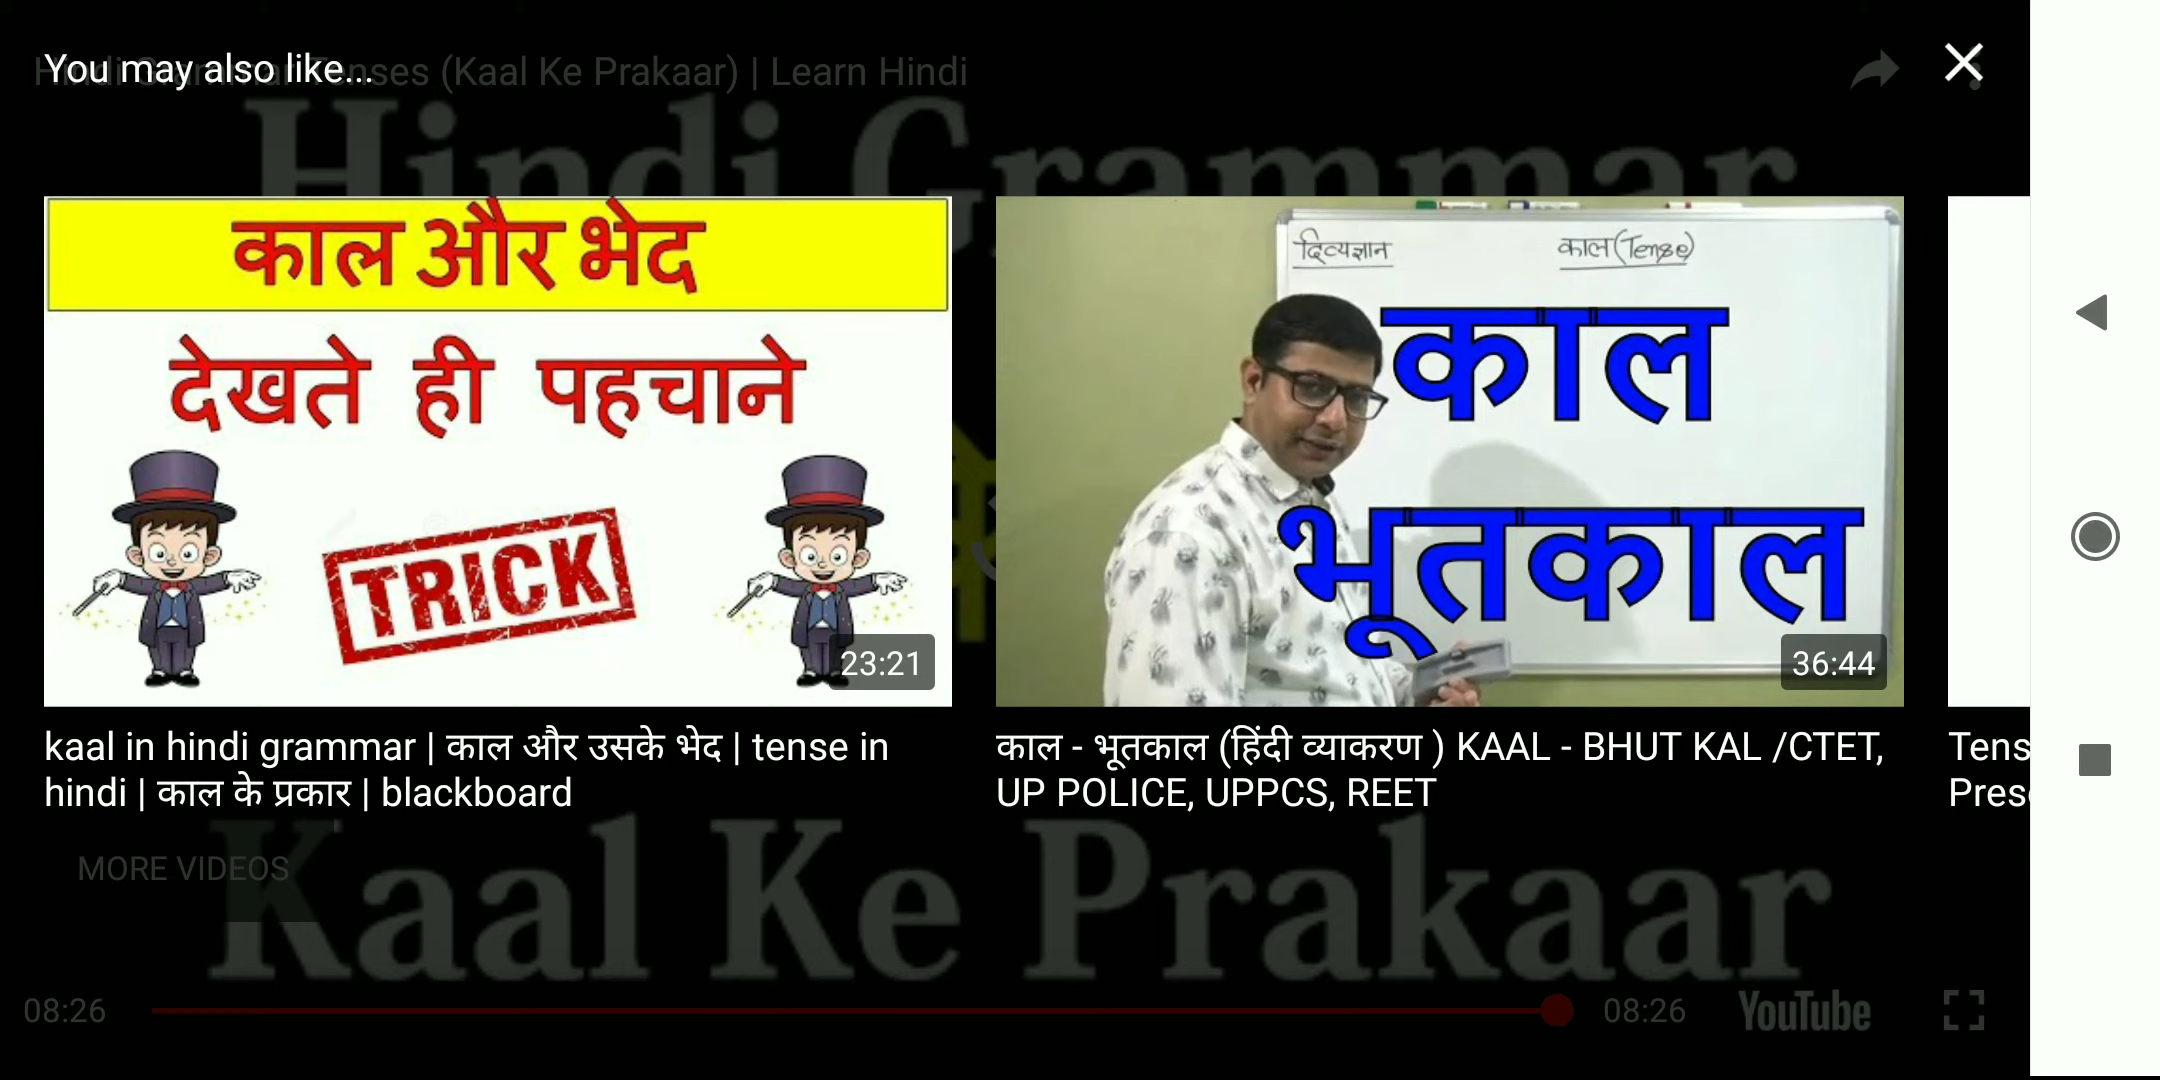 You may also like...
Hindi Grammar Tenses (Kaal Ke Prakaar) | Learn Hindi
Hindi Grammar
काल और भेद
देखते ही पहचाने
TRICK
23:21
दिव्यज्ञान
काल(Tense)
काल
भूतकाल
36:44
kaal in hindi grammar | काल और उसके भेद | tense in
hindi | काल के प्रकार | blackboard
काल - भूतकाल (हिंदी व्याकरण ) KAAL - BHUT KAL /CTET,
UP POLICE, UPPCS, REET
Tens
Pres
MORE VIDEOS
Kaal Ke Prakaar
08:26
08:26
YouTube